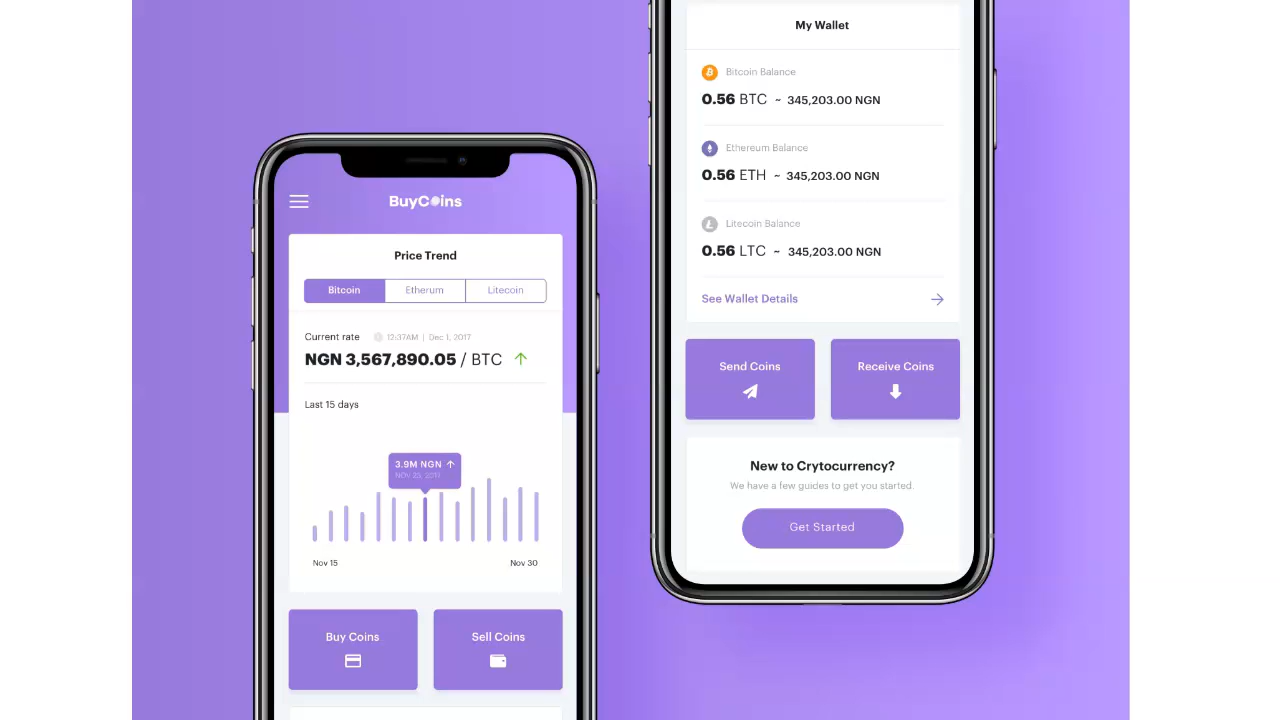 BuyCoins
Price Trend
Bitcoin
Etherum
Litecoin
Current rate
12:37AM | Dec 1, 2017
NGN 3,567,890.05 / BTC
Last 15 days
3.9M NGN
NOV 23, 2017
Nov 15
Nov 30
Buy Coins
Sell Coins
My Wallet
Bitcoin Balance
0.56 BTC ~ 345,203.00 NGN
Ethereum Balance
0.56 ETH ~ 345,203.00 NGN
Litecoin Balance
0.56 LTC ~ 345,203.00 NGN
See Wallet Details
Send Coins
Receive Coins
New to Crytocurrency?
We have a few guides to get you started.
Get Started